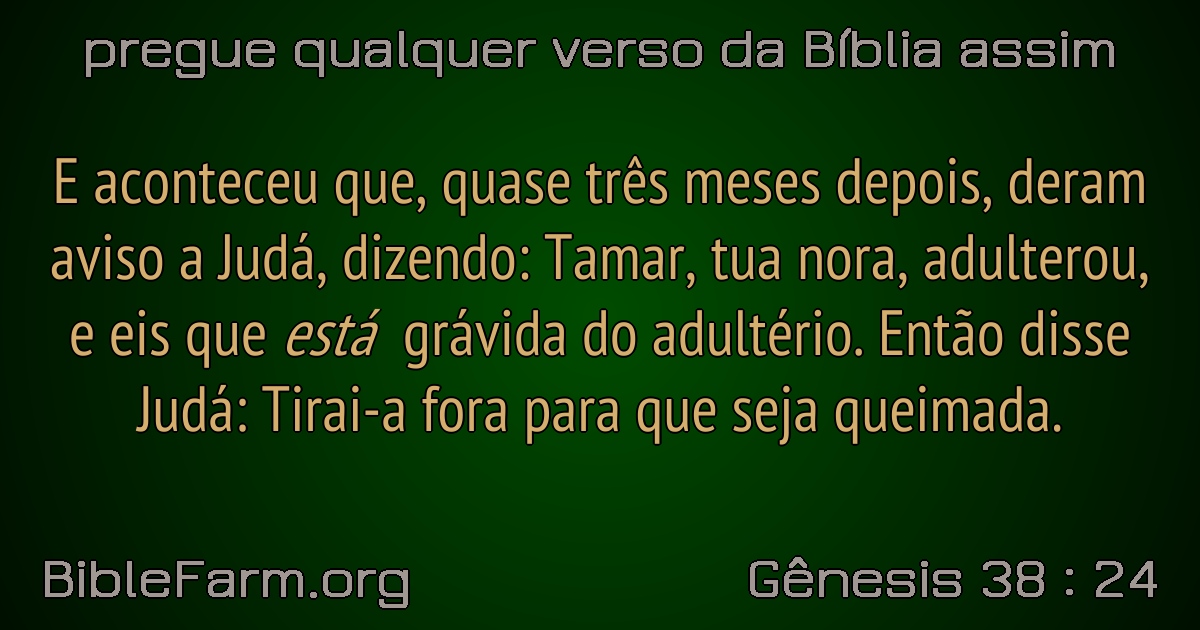 pregue qualquer verso da Bíblia assim
E aconteceu que, quase três meses depois, deram
aviso a Judá, dizendo: Tamar, tua nora, adulterou,
e eis que está grávida do adultério. Então disse
Judá: Tirai-a fora para que seja queimada.
BibleFarm.org
Gênesis 38 : 24